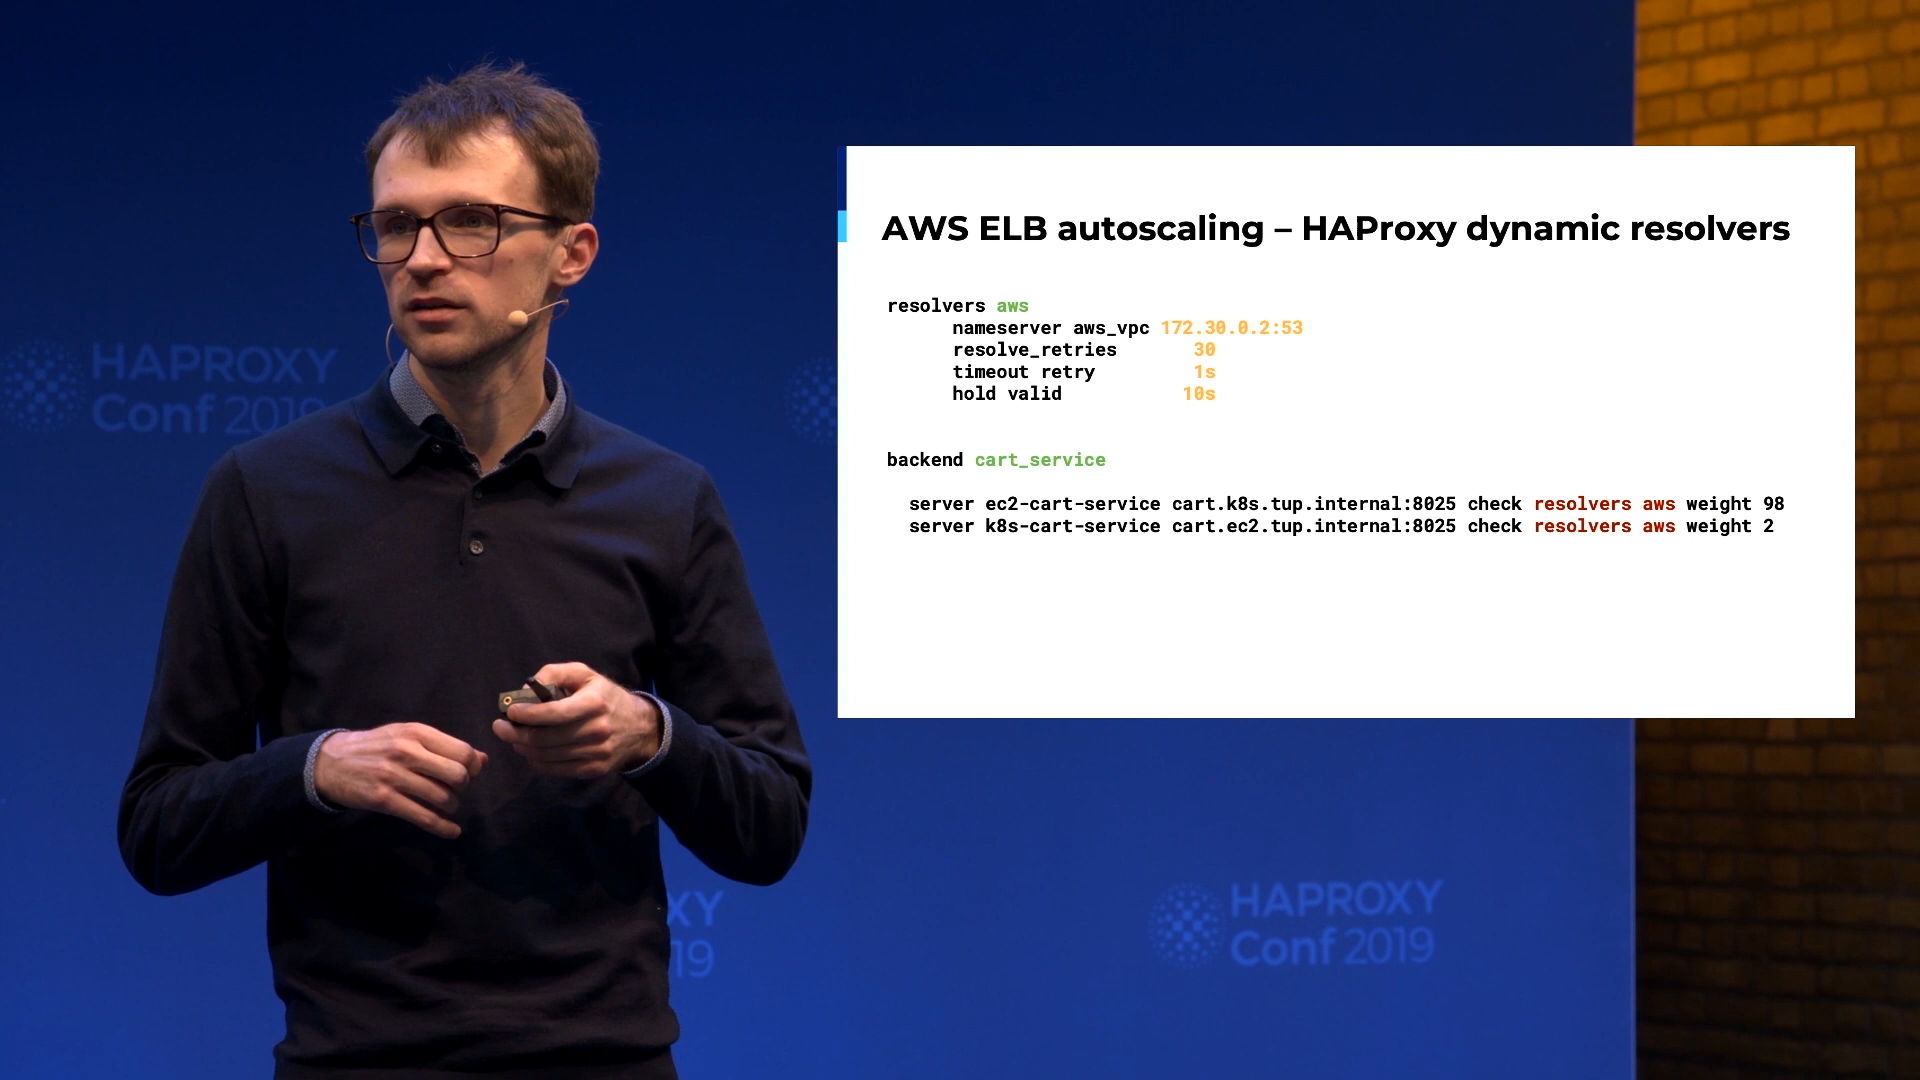 HAPROXY
Conf 2019
AWS ELB autoscaling – HAProxy dynamic resolvers
resolvers aws
nameserver aws_vpc 172.30.0.2:53
resolve_retries 30
timeout retry 1s
hold valid 10s
backend cart_service
server ec2-cart-service cart.k8s.tup.internal:8025 check resolvers aws weight 98
server k8s-cart-service cart.ec2.tup.internal:8025 check resolvers aws weight 2
XY
19
HAPROXY
Conf 2019